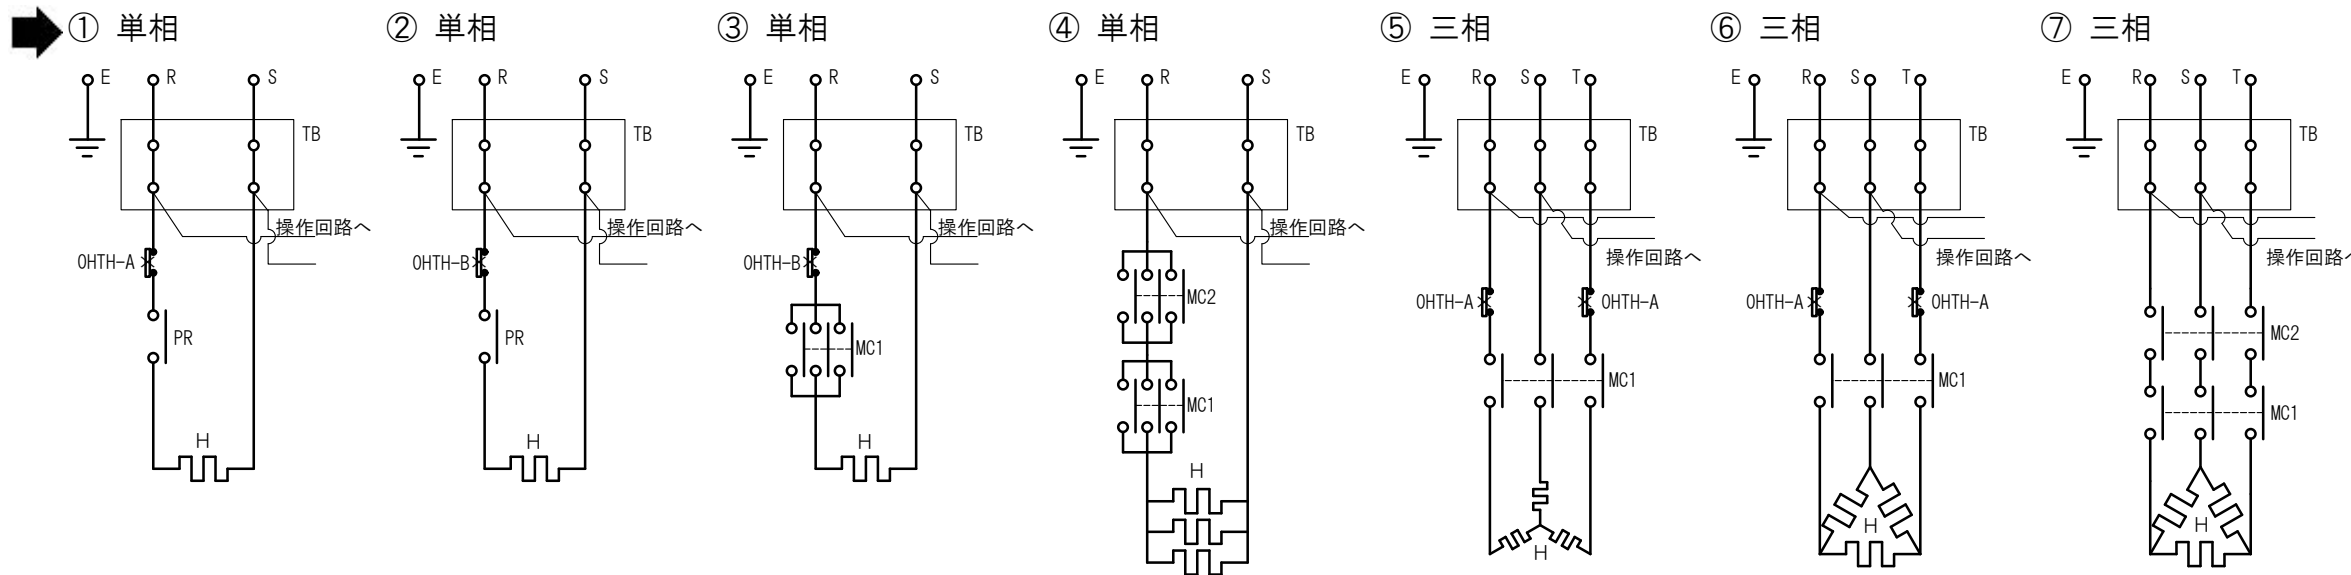 ① 単相 ② 単相 ③ 単相 ④ 単相 ⑤ 三相 ⑥ 三相 ⑦ 三相
E R S E R S E R S E R S E R S T E R S T E R S T
TB TB TB TB TB TB TB
操作回路へ 操作回路へ 操作回路へ 操作回路へ 操作回路へ 操作回路へ 操作回路へ
OHTH-A OHTH-B OHTH-B MC2 OHTH-A OHTH-A OHTH-A OHTH-A MC2
PR PR MC1 MC1 MC1 MC1 MC1
H H H H H H H